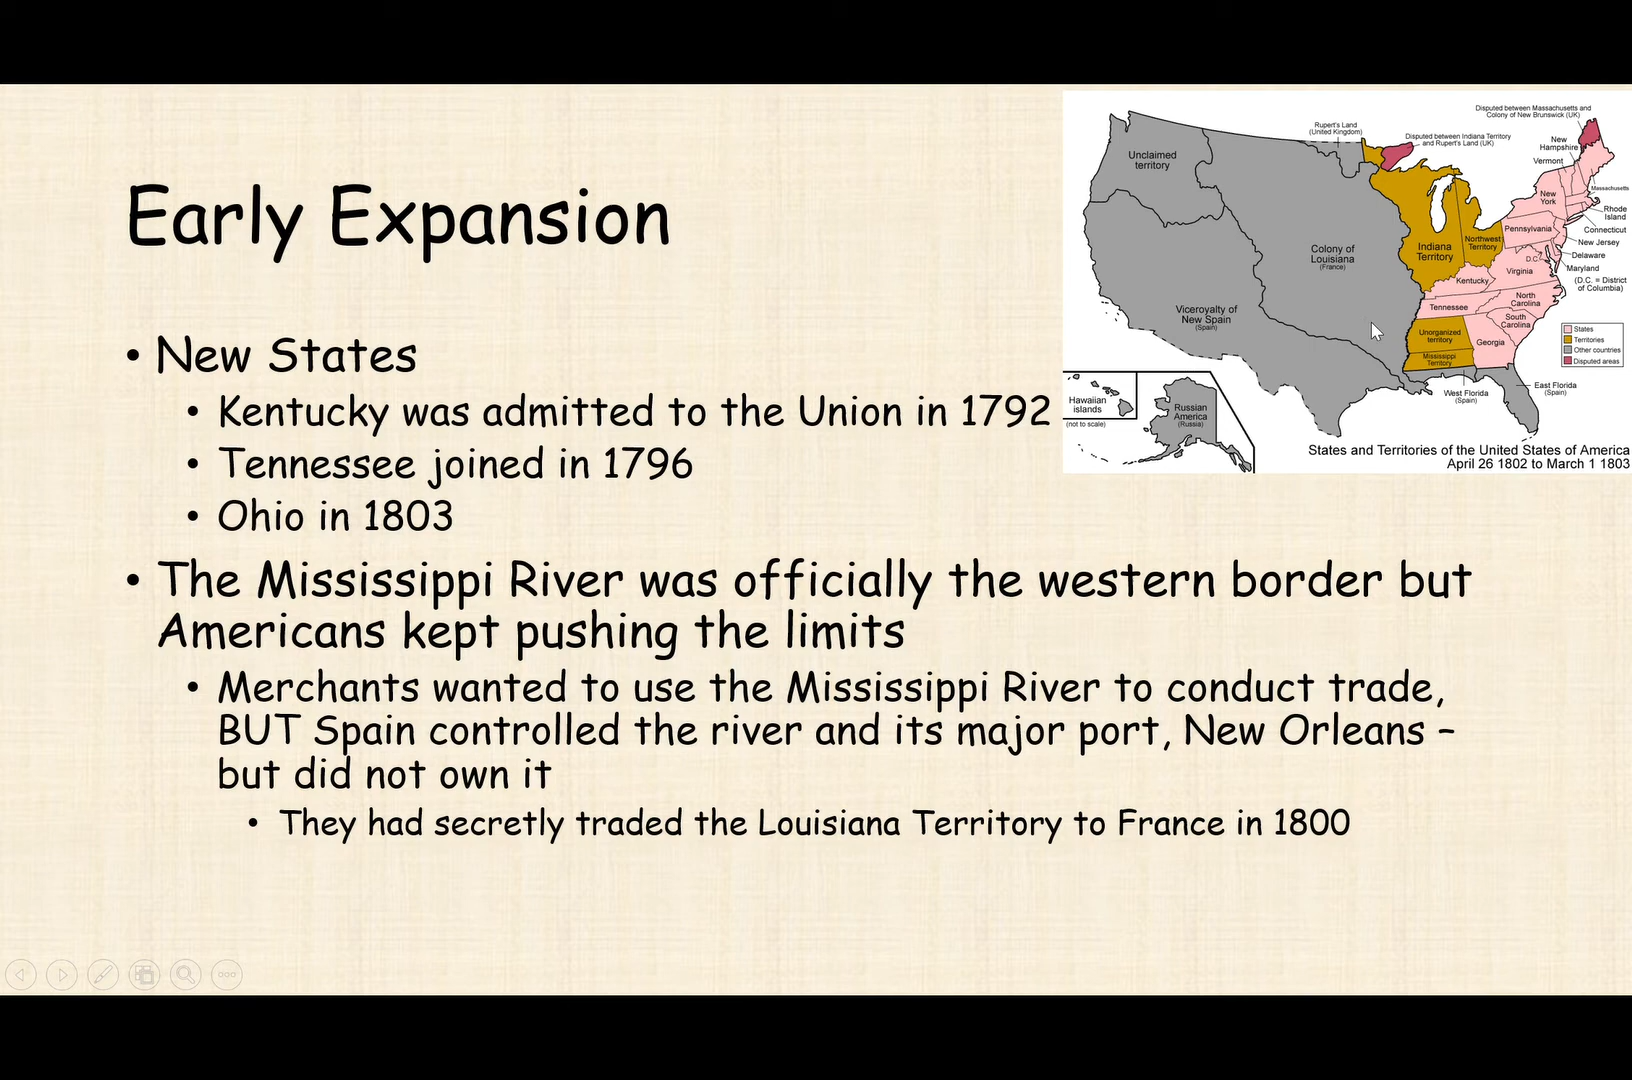 Early Expansion
• New States
• Kentucky was admitted to the Union in 1792
• Tennessee joined in 1796
• Ohio in 1803
• The Mississippi River was officially the western border but
Americans kept pushing the limits
• Merchants wanted to use the Mississippi River to conduct trade,
BUT Spain controlled the river and its major port, New Orleans –
but did not own it
• They had secretly traded the Louisiana Territory to France in 1800
Disputed between Massachusetts and
Colony of New Brunswick (UK)
Rupert's Land
(United Kingdom)
Disputed between Indiana Territory
and Rupert's Land (UK)
New
Hampshire
Vermont
Unclaimed
territory
Massachusetts
New
York
Rhode
Island
Connecticut
Pennsylvania
New Jersey
Northwest
Territory
Indiana
Territory
Colony of
Louisiana
(France)
Delaware
D.C.
Maryland
Virginia
(D.C. = District
of Columbia)
Kentucky
North
Carolina
Tennessee
Viceroyalty of
New Spain
(Spain)
South
Carolina
Unorganized
territory
Georgia
Mississippi
Territory
States
Territories
Other countries
Disputed areas
East Florida
(Spain)
West Florida
(Spain)
Hawaiian
islands
(not to scale)
Russian
America
(Russia)
States and Territories of the United States of America
April 26 1802 to March 1 1803